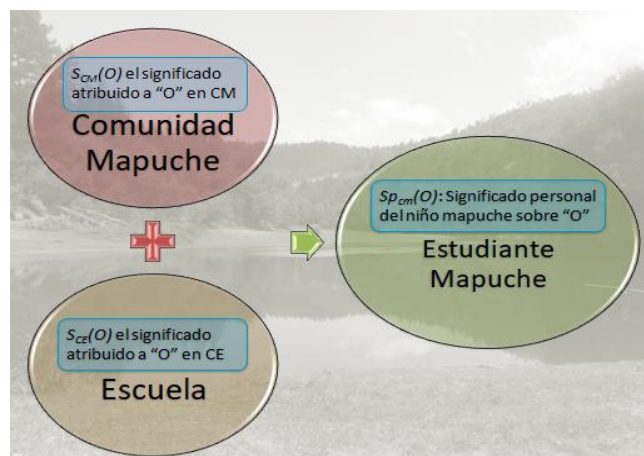 S_CM(O) el significado
atribuido a “O” en CM
Comunidad
Mapuche
Sp_cm(O): Significado personal
del niño mapuche sobre “O”
Estudiante
Mapuche
S_CE(O) el significado
atribuido a “O” en CE
Escuela